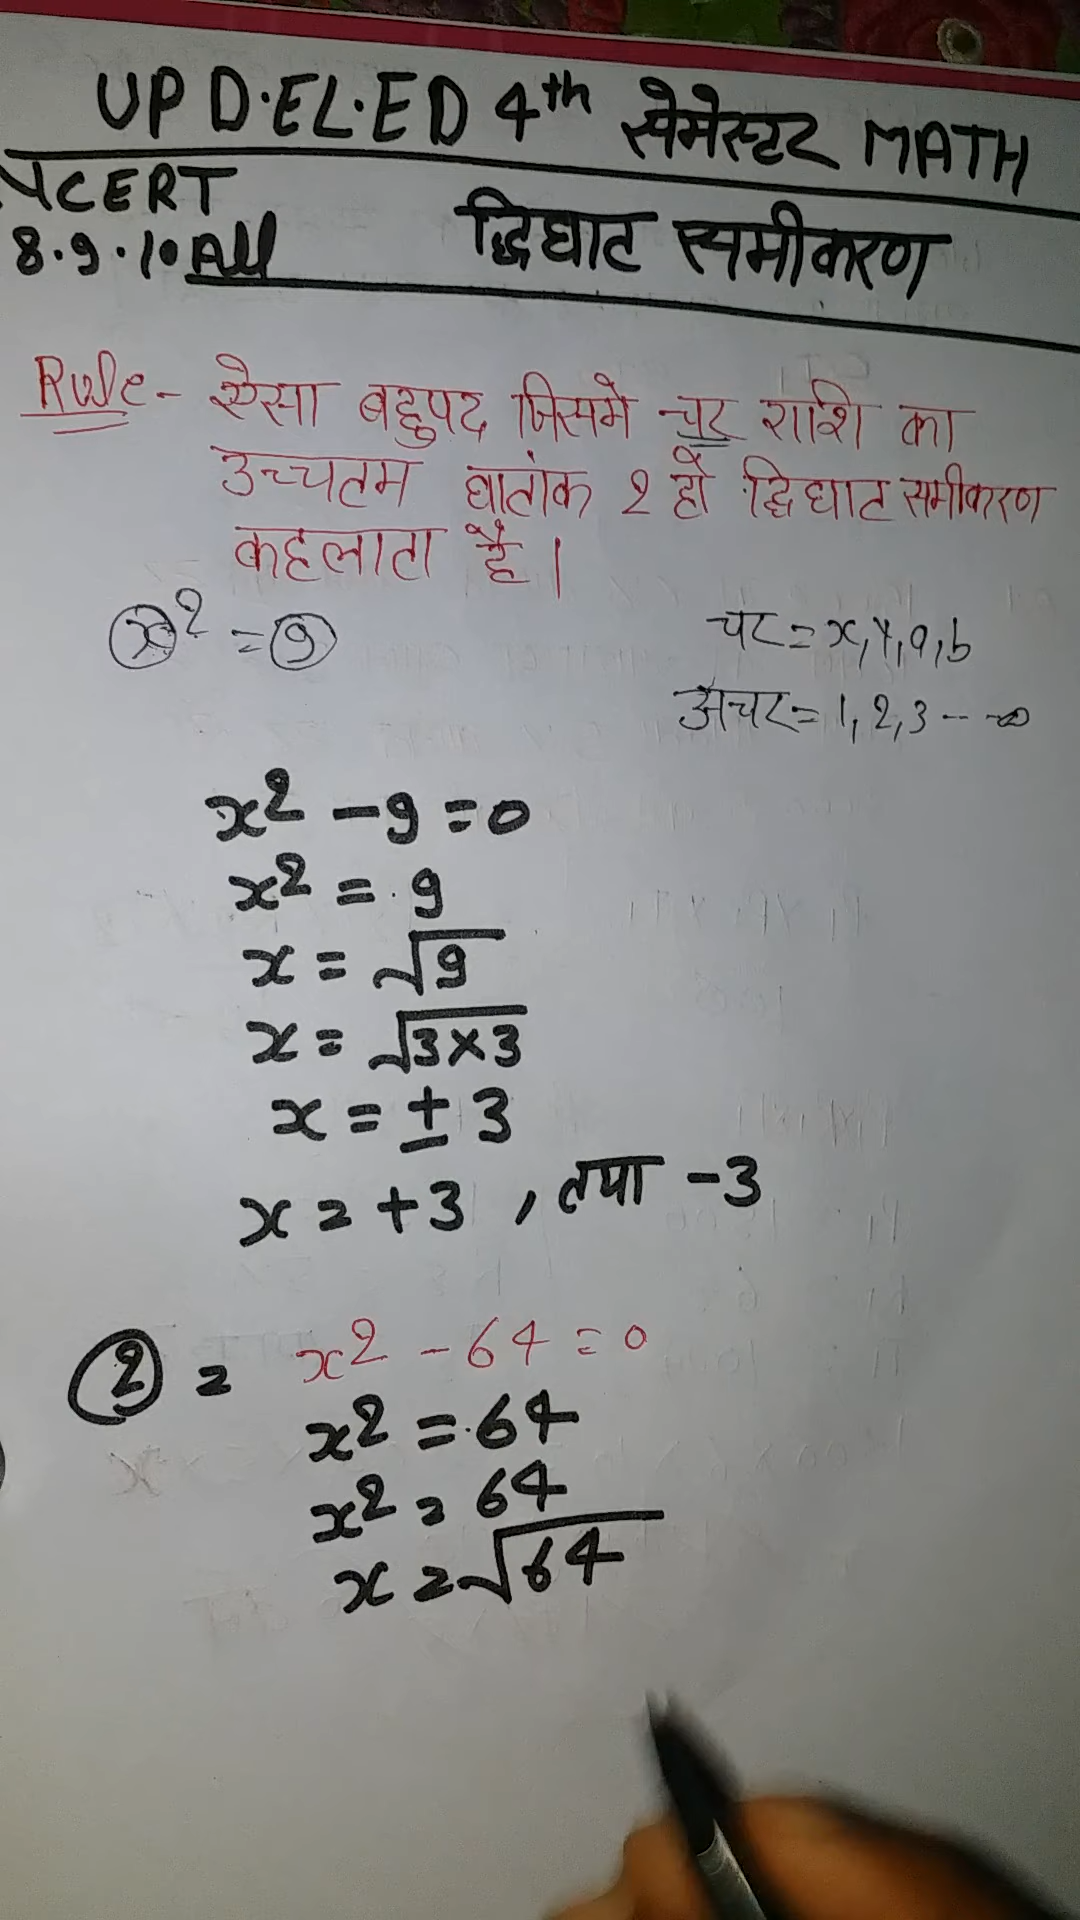 UP D.EL.ED 4th सेमेस्टर MATH
NCERT
8.9.10 All
द्विघात समीकरण
Rule- ऐसा बहुपद जिसमे चर राशि का
उच्चतम घातांक 2 हो द्विघात समीकरण
कहलाता है।
x² = 9
चर = x, y, a, b
अचर = 1, 2, 3 -- ∞
x² - 9 = 0
x² = 9
x = √9
x = √3×3
x = ± 3
x = +3 , तथा -3
② = x² - 64 = 0
x² = 64
x² = 64
x = √64